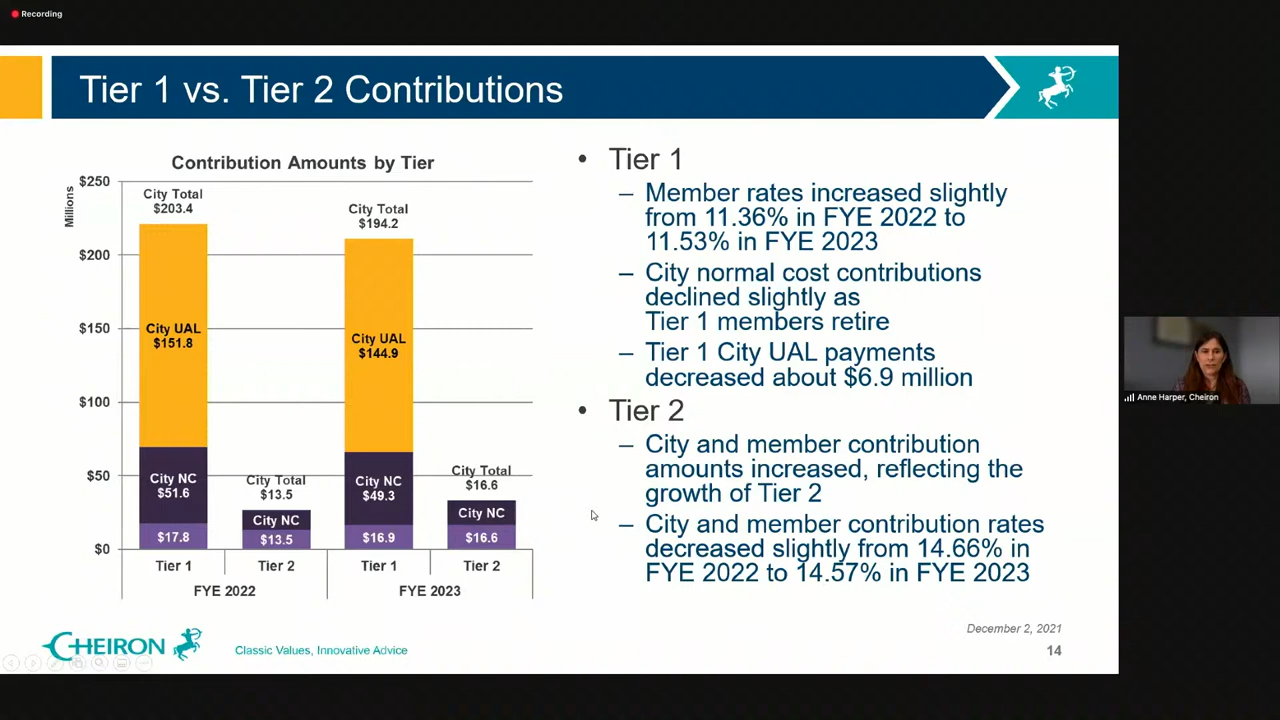 Recording
Tier 1 vs. Tier 2 Contributions
Contribution Amounts by Tier
Millions
$250
$200
$150
$100
$50
$0
City Total
$203.4
City UAL
$151.8
City NC
$51.6
$17.8
City Total
$13.5
City NC
$13.5
City Total
$194.2
City UAL
$144.9
City NC
$49.3
$16.9
City Total
$16.6
City NC
$16.6
Tier 1
Tier 2
Tier 1
Tier 2
FYE 2022
FYE 2023
• Tier 1
– Member rates increased slightly
from 11.36% in FYE 2022 to
11.53% in FYE 2023
– City normal cost contributions
declined slightly as
Tier 1 members retire
– Tier 1 City UAL payments
decreased about $6.9 million
• Tier 2
– City and member contribution
amounts increased, reflecting the
growth of Tier 2
– City and member contribution rates
decreased slightly from 14.66% in
FYE 2022 to 14.57% in FYE 2023
Anne Harper, Cheiron
CHEIRON
Classic Values, Innovative Advice
December 2, 2021
14